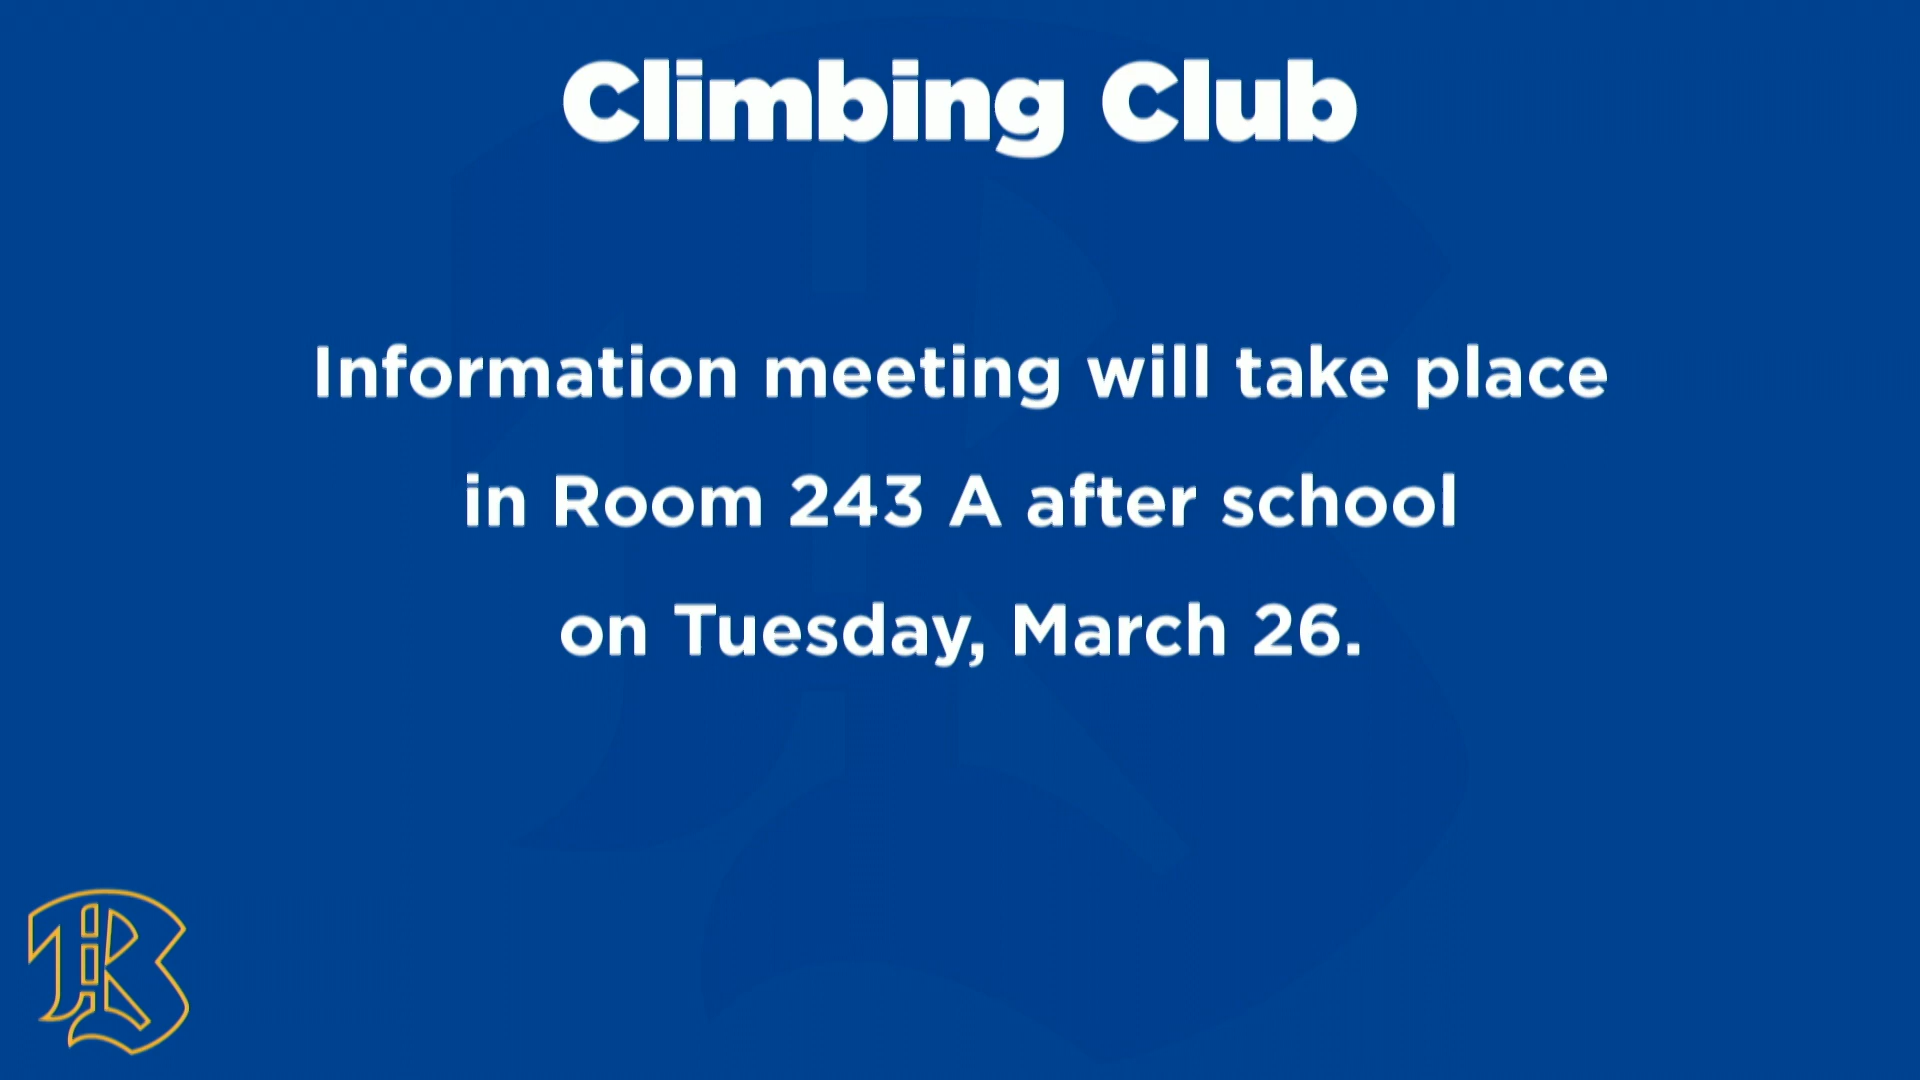 Climbing Club
Information meeting will take place
in Room 243 A after school
on Tuesday, March 26.